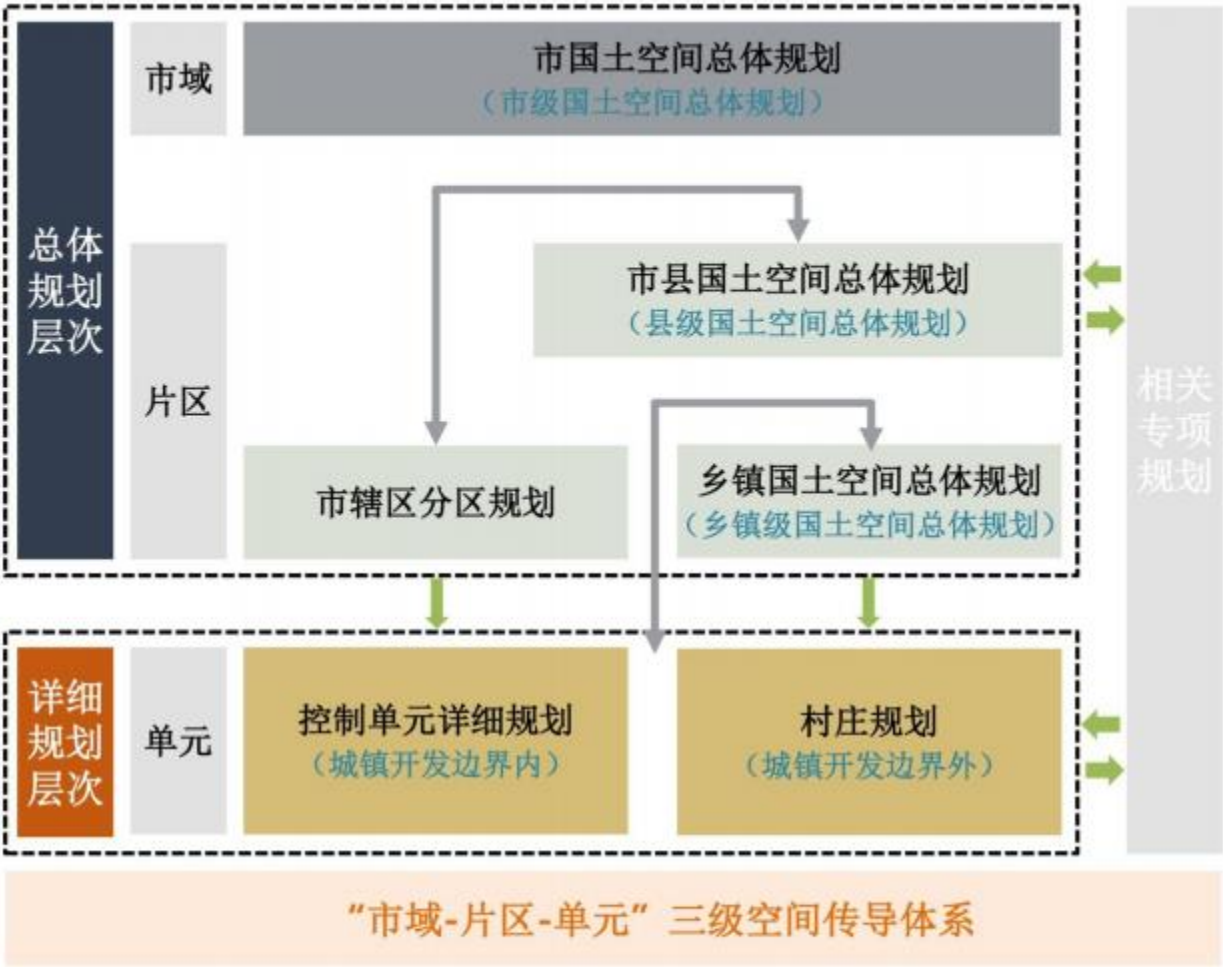 总体
规划
层次
市域
市国土空间总体规划
（市级国土空间总体规划）
片区
市县国土空间总体规划
（县级国土空间总体规划）
市辖区分区规划
乡镇国土空间总体规划
（乡镇级国土空间总体规划）
相关
专项
规划
详细
规划
层次
单元
控制单元详细规划
（城镇开发边界内）
村庄规划
（城镇开发边界外）
“市域-片区-单元”三级空间传导体系